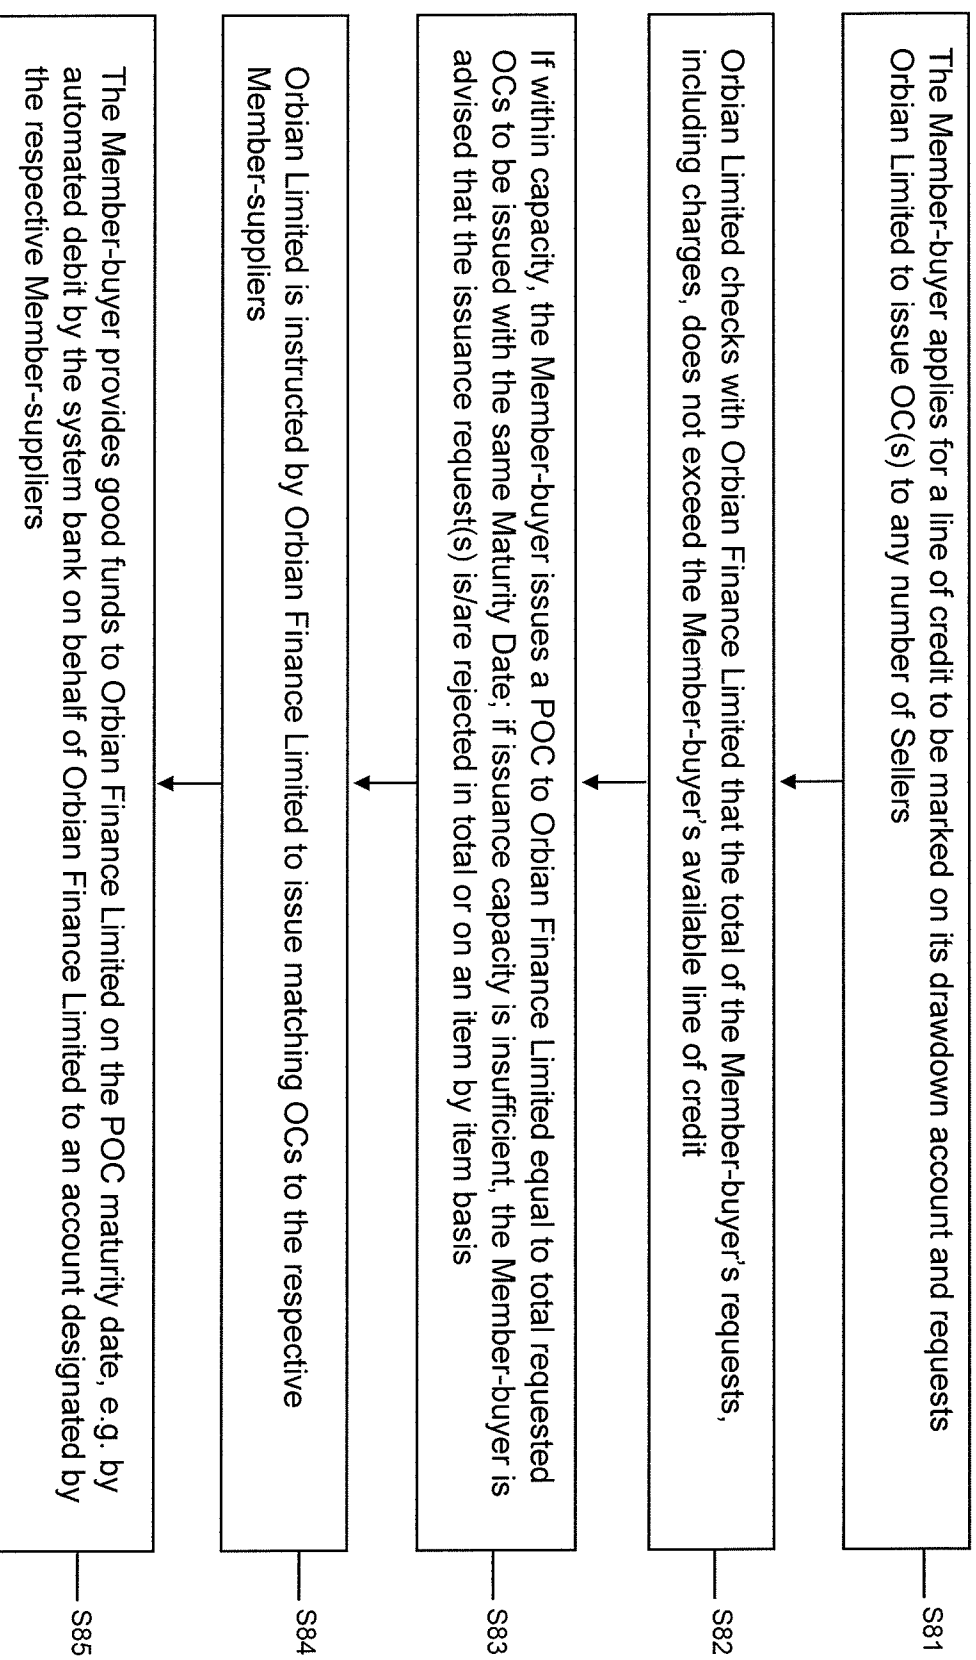 The Member-buyer applies for a line of credit to be marked on its drawdown account and requests
Orbian Limited to issue OC(s) to any number of Sellers
S81
Orbian Limited checks with Orbian Finance Limited that the total of the Member-buyer's requests,
including charges, does not exceed the Member-buyer's available line of credit
S82
If within capacity, the Member-buyer issues a POC to Orbian Finance Limited equal to total requested
OCs to be issued with the same Maturity Date; if issuance capacity is insufficient, the Member-buyer is
advised that the issuance request(s) is/are rejected in total or on an item by item basis
S83
Orbian Limited is instructed by Orbian Finance Limited to issue matching OCs to the respective
Member-suppliers
S84
The Member-buyer provides good funds to Orbian Finance Limited on the POC maturity date, e.g. by
automated debit by the system bank on behalf of Orbian Finance Limited to an account designated by
the respective Member-suppliers
S85